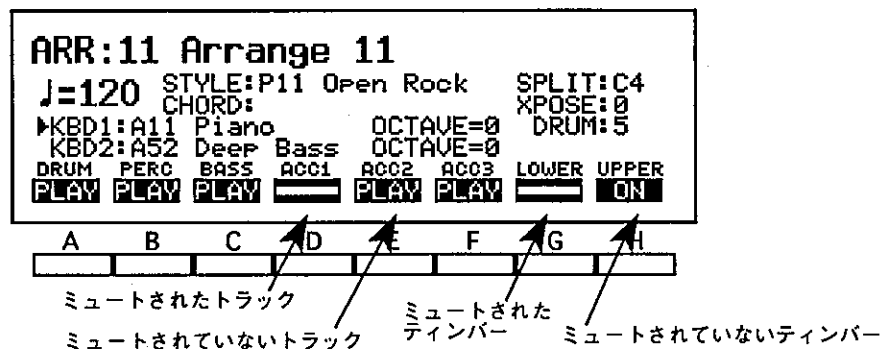 ARR:11 Arrange 11
♩=120 STYLE:P11 Open Rock SPLIT:C4
CHORD: XPOSE:0
▶KBD1:A11 Piano OCTAVE=0 DRUM:5
KBD2:A52 Deep Bass OCTAVE=0
DRUM PERC BASS ACC1 ACC2 ACC3 LOWER UPPER
PLAY PLAY PLAY PLAY PLAY ON
A B C D E F G H
ミュートされたトラック
ミュートされていないトラック
ミュートされた
ティンバー
ミュートされていないティンバー